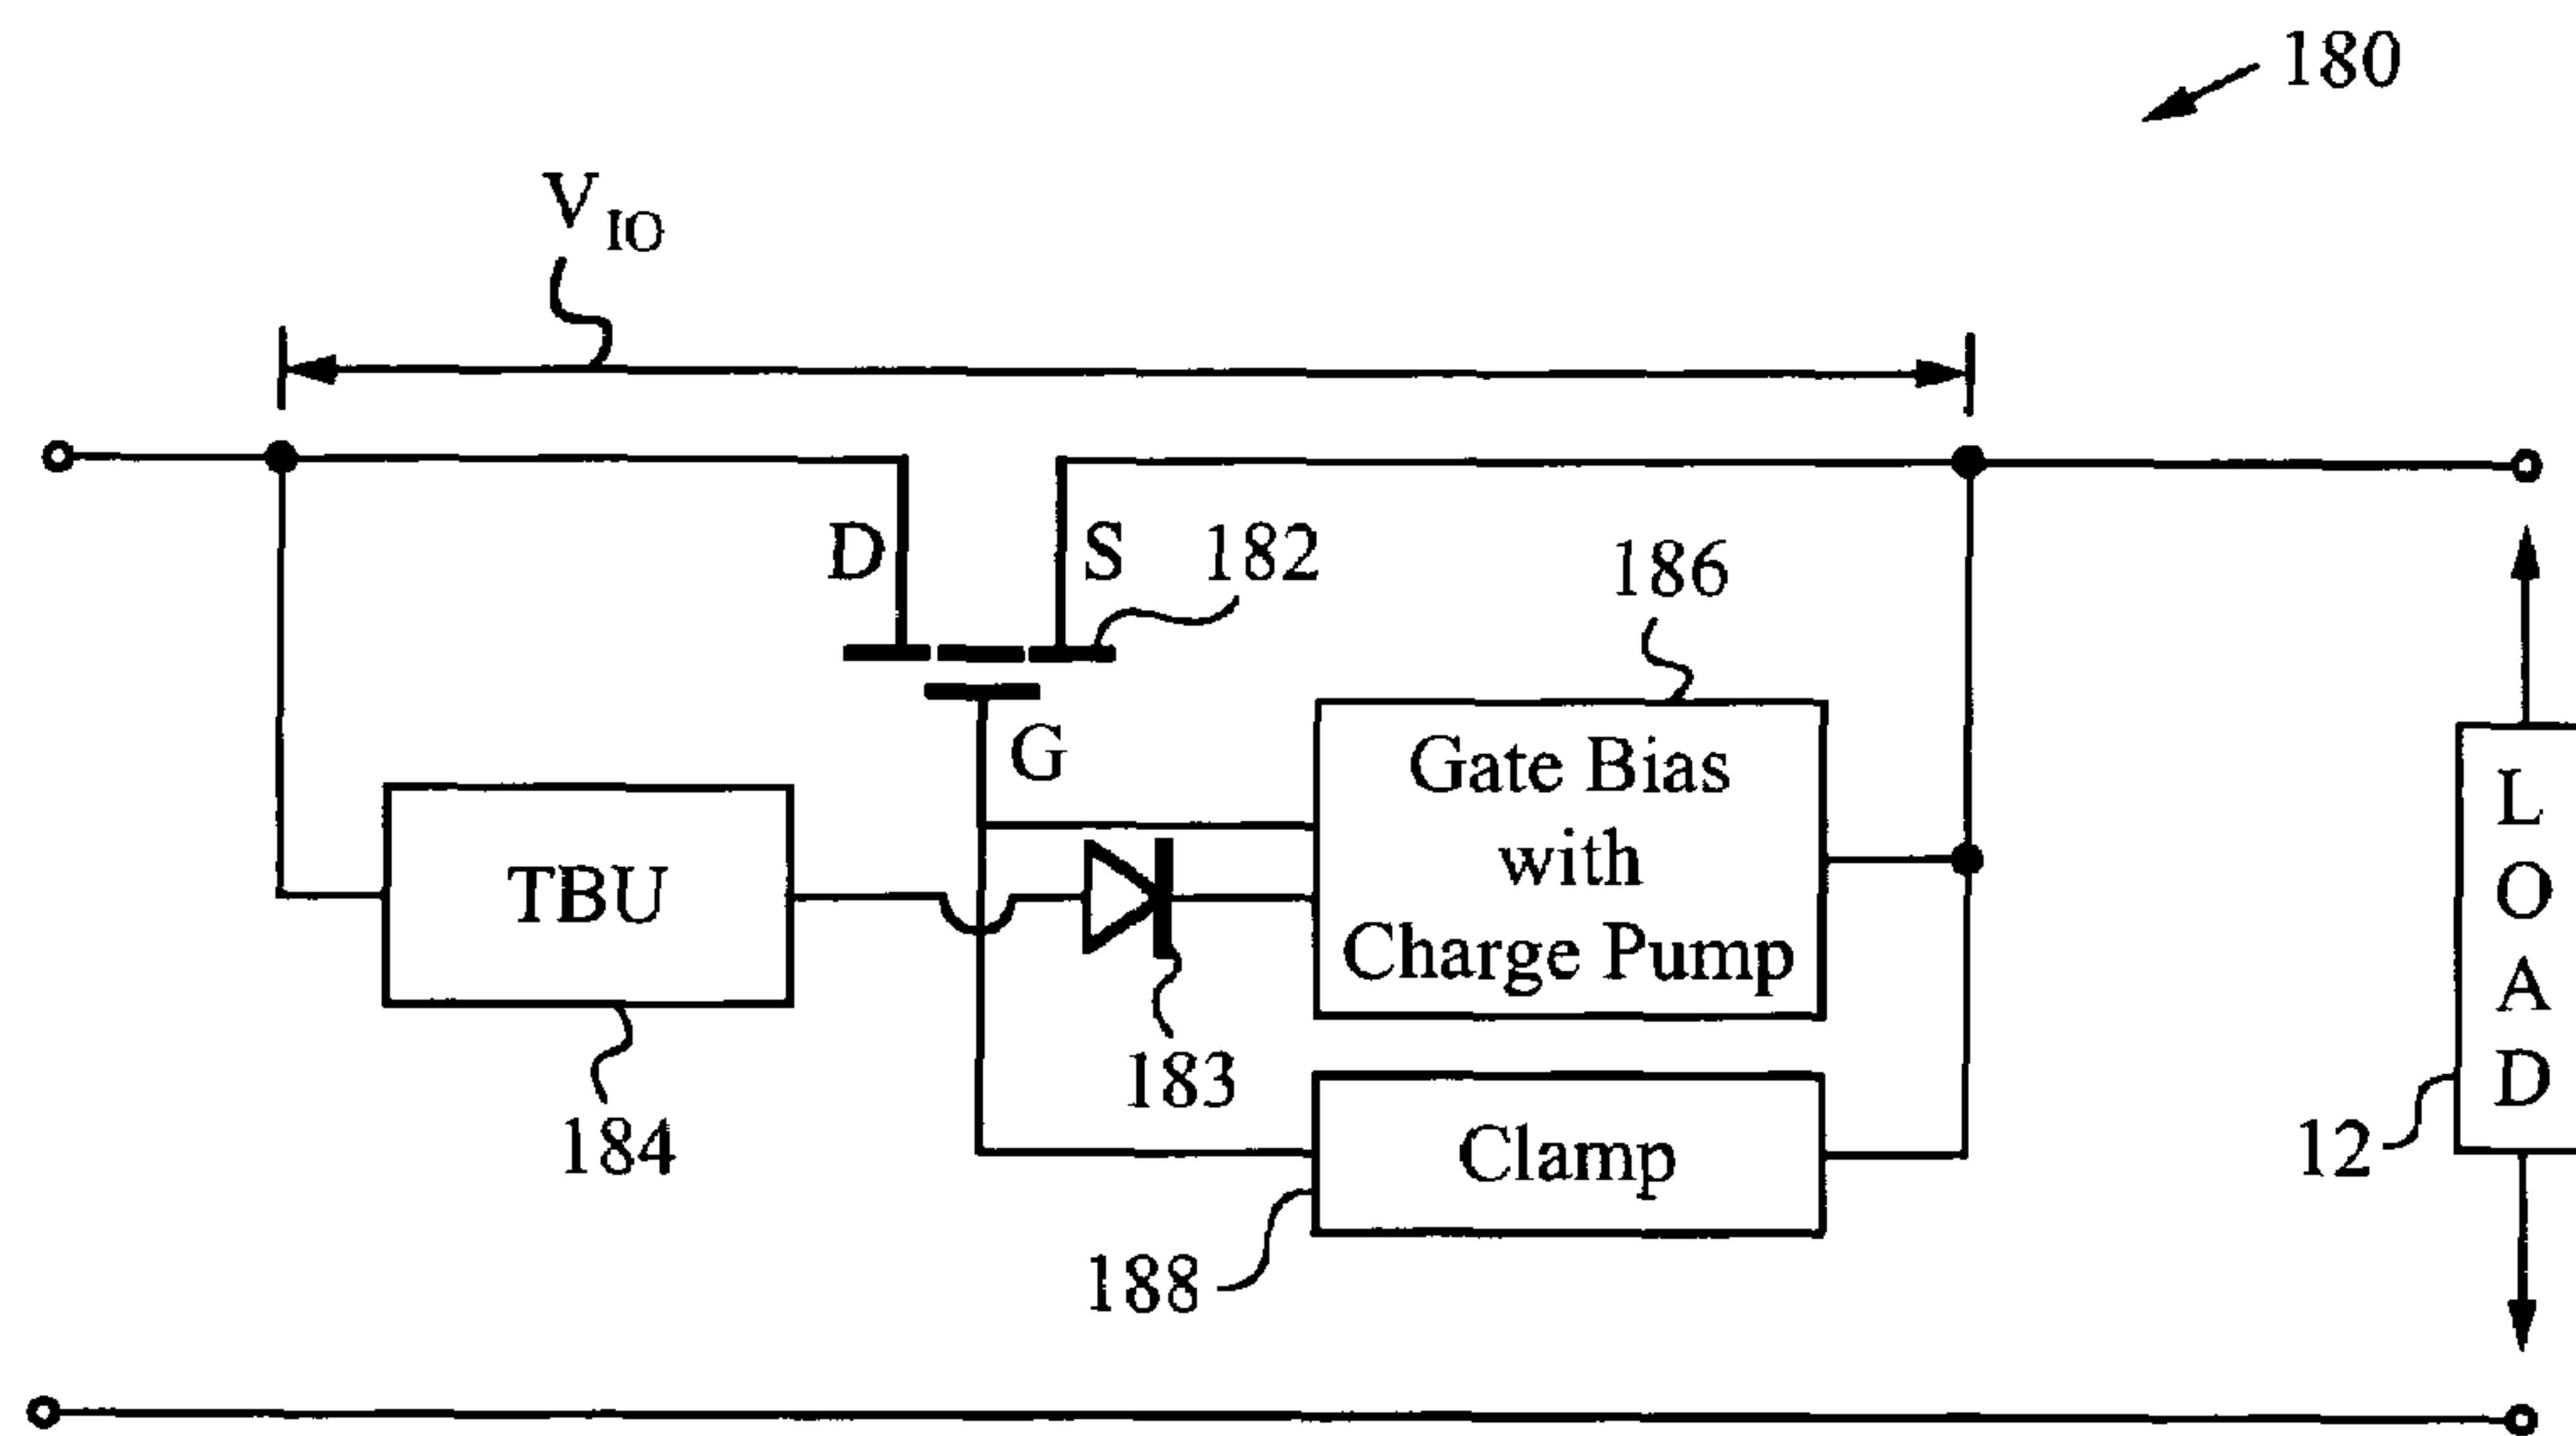 180
V_IO
D
S
182
186
G
Gate Bias
with
Charge Pump
TBU
L
O
A
D
183
184
Clamp
12
188